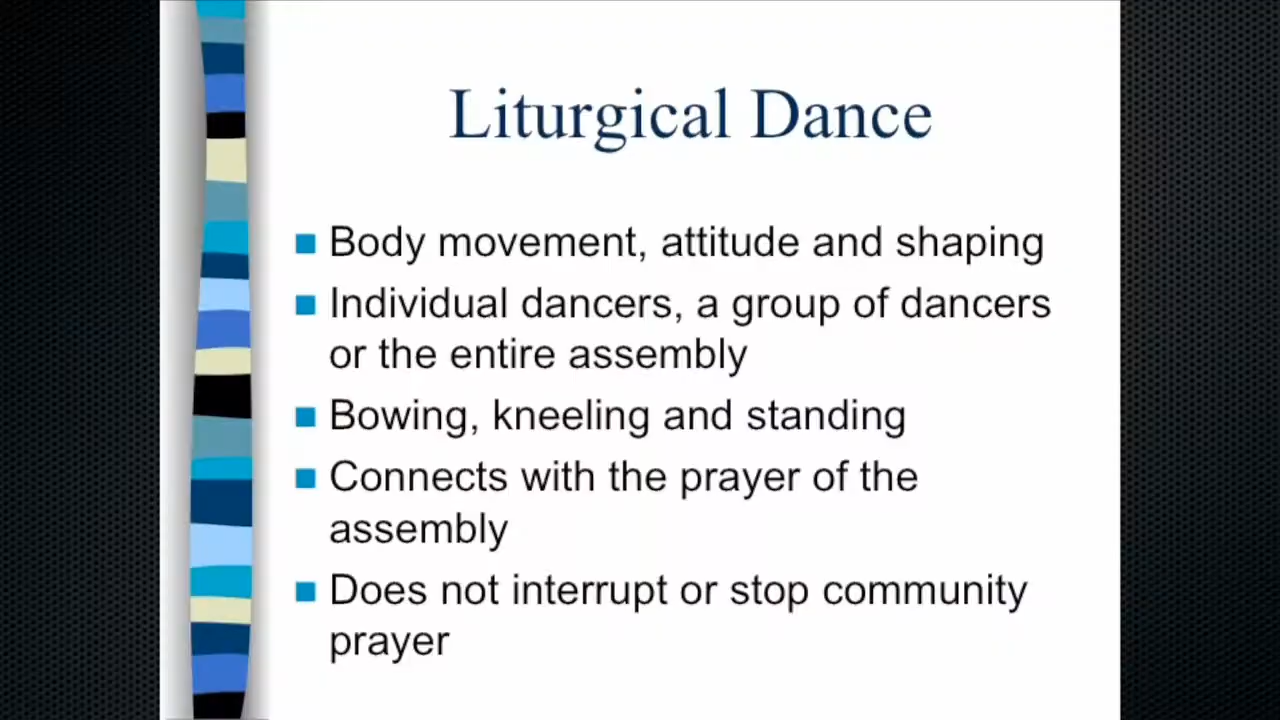 Liturgical Dance
Body movement, attitude and shaping
Individual dancers, a group of dancers
or the entire assembly
Bowing, kneeling and standing
Connects with the prayer of the
assembly
Does not interrupt or stop community
prayer